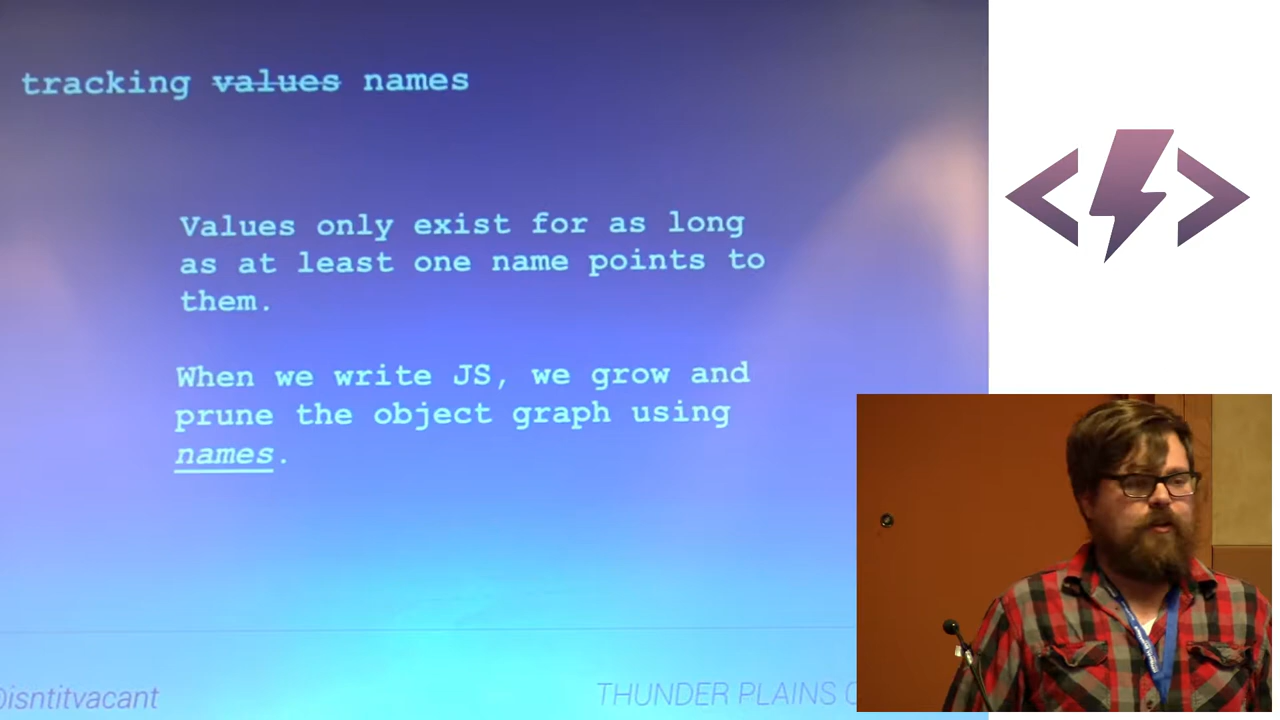 tracking values names
Values only exist for as long
as at least one name points to
them.
When we write JS, we grow and
prune the object graph using
names.
@isntitvacant
THUNDER PLAINS